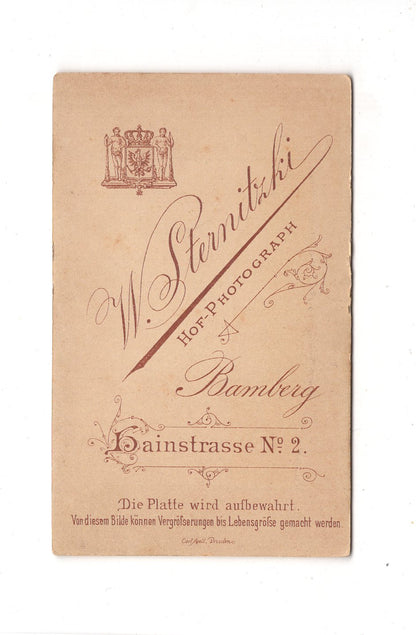 W. Sternitzki
HOF-PHOTOGRAPH
Bamberg
Hainstrasse No. 2.
Die Platte wird aufbewahrt.
Von diesem Bilde können Vergröſserungen bis Lebensgröſse gemacht werden.
Dresden